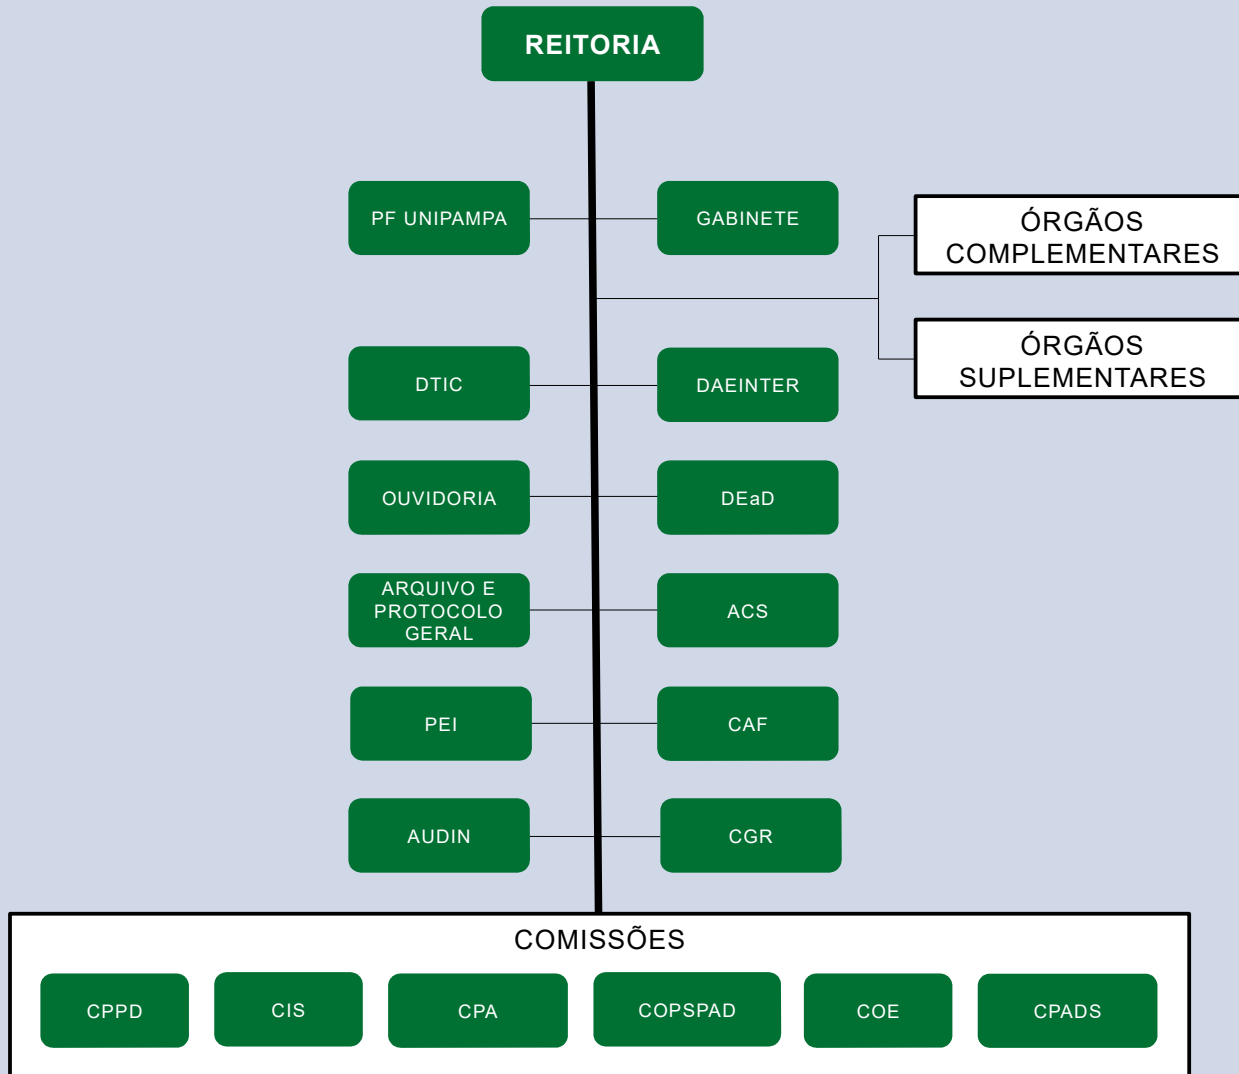 REITORIA
PF UNIPAMPA
GABINETE
ÓRGÃOS
COMPLEMENTARES
ÓRGÃOS
SUPLEMENTARES
DTIC
DAEINTER
OUVIDORIA
DEaD
ARQUIVO E
PROTOCOLO
GERAL
ACS
PEI
CAF
AUDIN
CGR
COMISSÕES
CPPD
CIS
CPA
COPSPAD
COE
CPADS